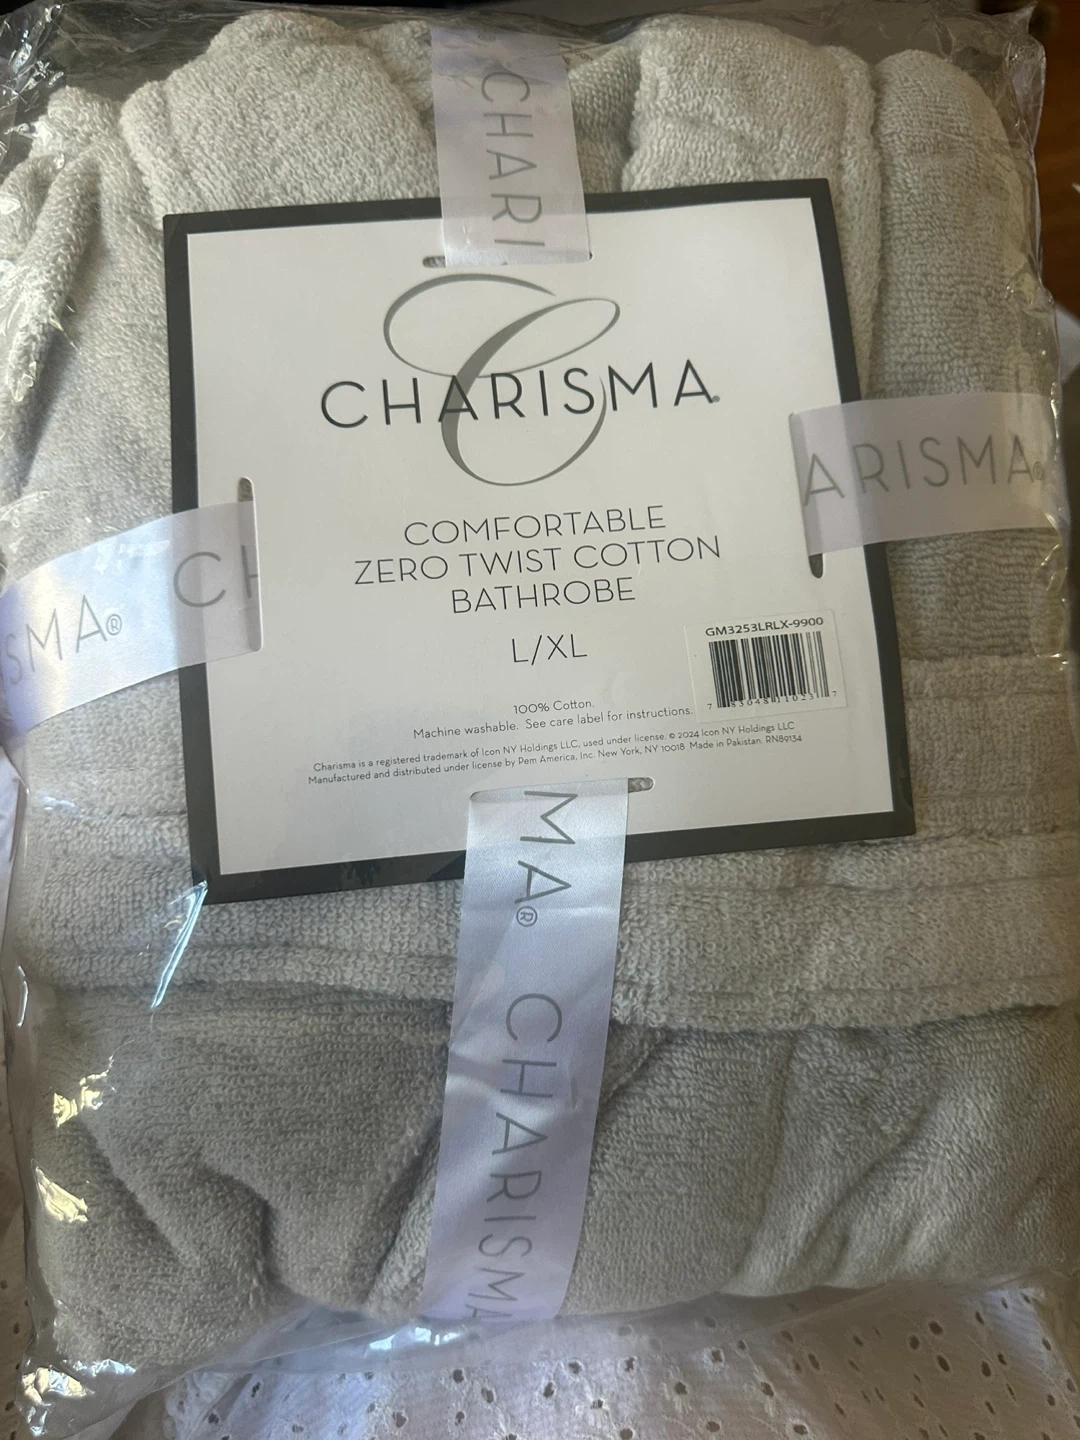 CHARI
CHARISMA®
ARISMA®
CH
SMA®
COMFORTABLE
ZERO TWIST COTTON
BATHROBE
L/XL
GM3253LRLX-9900
100% Cotton.
Machine washable. See care label for instructions.
Charisma is a registered trademark of Icon NY Holdings LLC, used under license. © 2024 Icon NY Holdings LLC
Manufactured and distributed under license by Pem America, Inc. New York, NY 10018 Made in Pakistan. RN89134
MA® CHARISMA